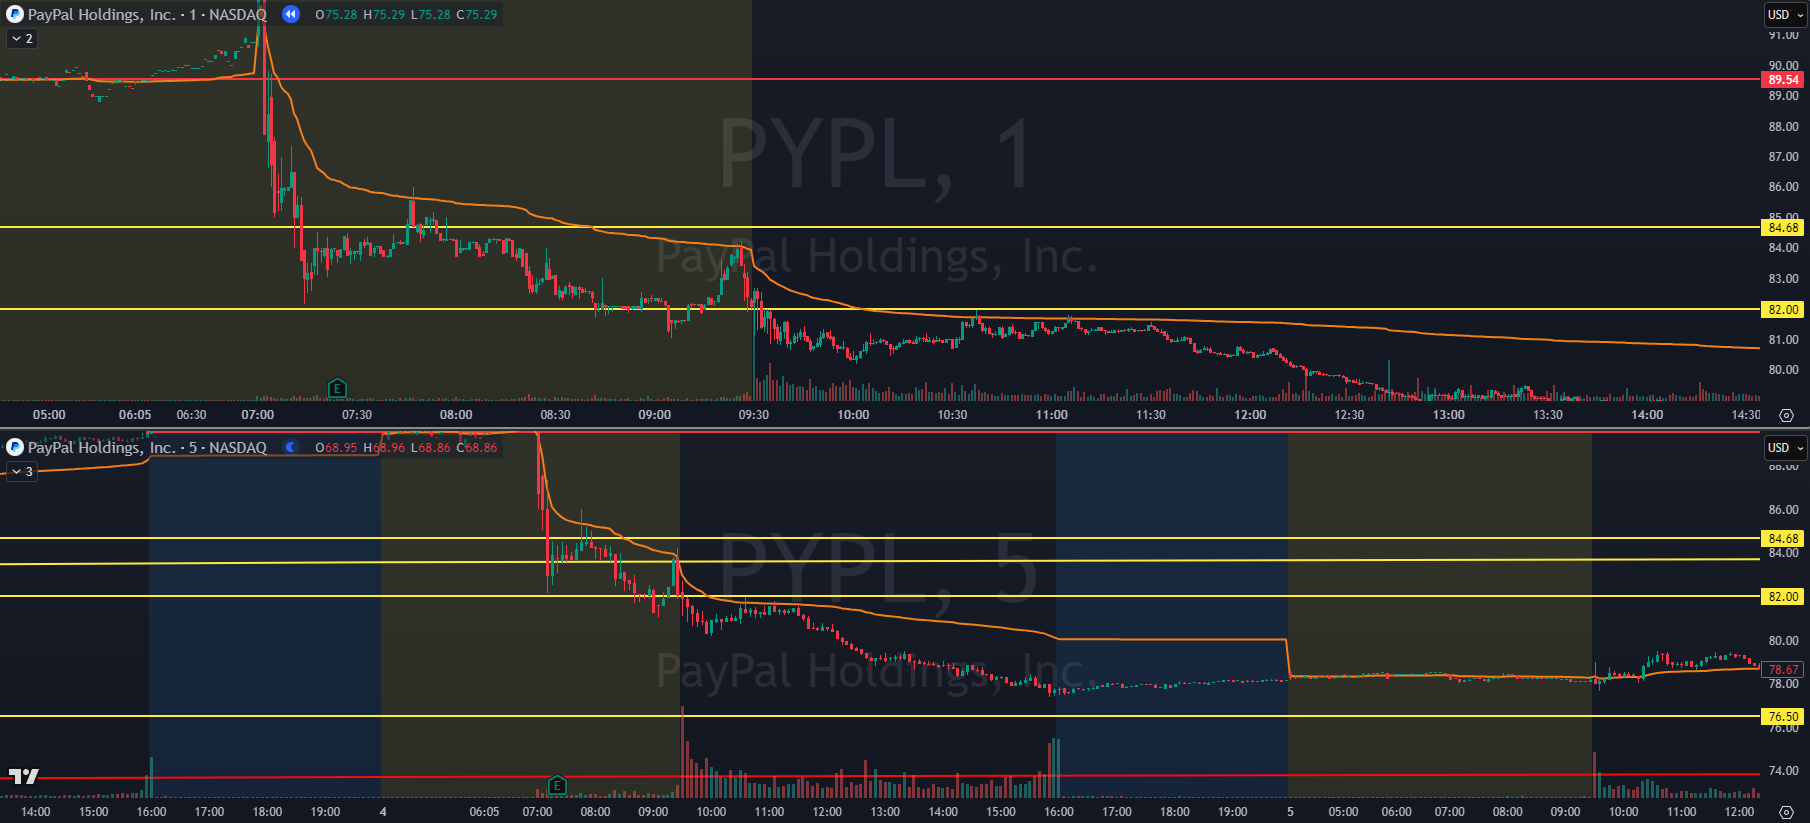 PayPal Holdings, Inc. · 1 · NASDAQ O75.28 H75.29 L75.28 C75.29
USD
2
91.00
90.00
89.54
89.00
88.00
PYPL, 1
87.00
86.00
85.00
84.68
84.00
PayPal Holdings, Inc.
83.00
82.00
81.00
80.00
E
05:00 06:05 06:30 07:00 07:30 08:00 08:30 09:00 09:30 10:00 10:30 11:00 11:30 12:00 12:30 13:00 13:30 14:00 14:30
PayPal Holdings, Inc. · 5 · NASDAQ O68.95 H68.96 L68.86 C68.86
USD
3
88.00
86.00
84.68
84.00
PYPL, 5
82.00
80.00
PayPal Holdings, Inc.
78.67
78.00
76.50
76.00
74.00
E
14:00 15:00 16:00 17:00 18:00 19:00 4 06:05 07:00 08:00 09:00 10:00 11:00 12:00 13:00 14:00 15:00 16:00 17:00 18:00 19:00 5 05:00 06:00 07:00 08:00 09:00 10:00 11:00 12:00